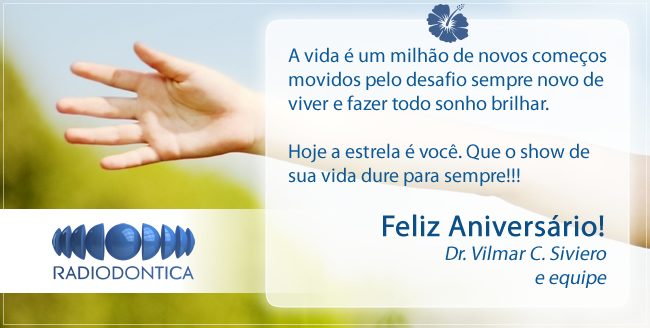 A vida é um milhão de novos começos
movidos pelo desafio sempre novo de
viver e fazer todo sonho brilhar.
Hoje a estrela é você. Que o show de
sua vida dure para sempre!!!
Feliz Aniversário!
Dr. Vilmar C. Siviero
e equipe
RADIODONTICA